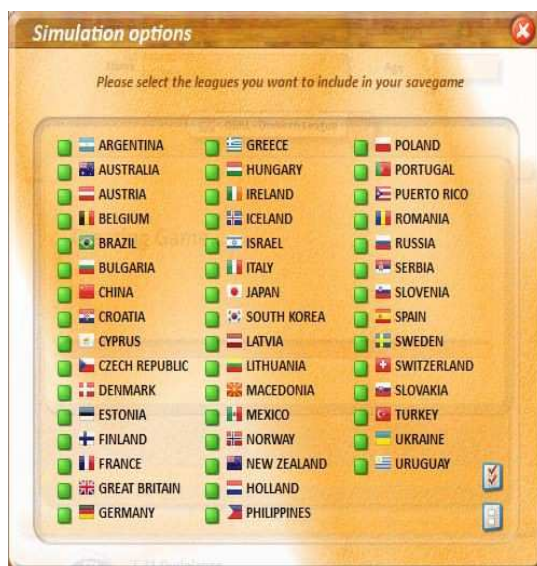 Simulation options
Please select the leagues you want to include in your savegame
ARGENTINA
AUSTRALIA
AUSTRIA
BELGIUM
BRAZIL
BULGARIA
CHINA
CROATIA
CYPRUS
CZECH REPUBLIC
DENMARK
ESTONIA
FINLAND
FRANCE
GREAT BRITAIN
GERMANY
GREECE
HUNGARY
IRELAND
ICELAND
ISRAEL
ITALY
JAPAN
SOUTH KOREA
LATVIA
LITHUANIA
MACEDONIA
MEXICO
NORWAY
NEW ZEALAND
HOLLAND
PHILIPPINES
POLAND
PORTUGAL
PUERTO RICO
ROMANIA
RUSSIA
SERBIA
SLOVENIA
SPAIN
SWEDEN
SWITZERLAND
SLOVAKIA
TURKEY
UKRAINE
URUGUAY